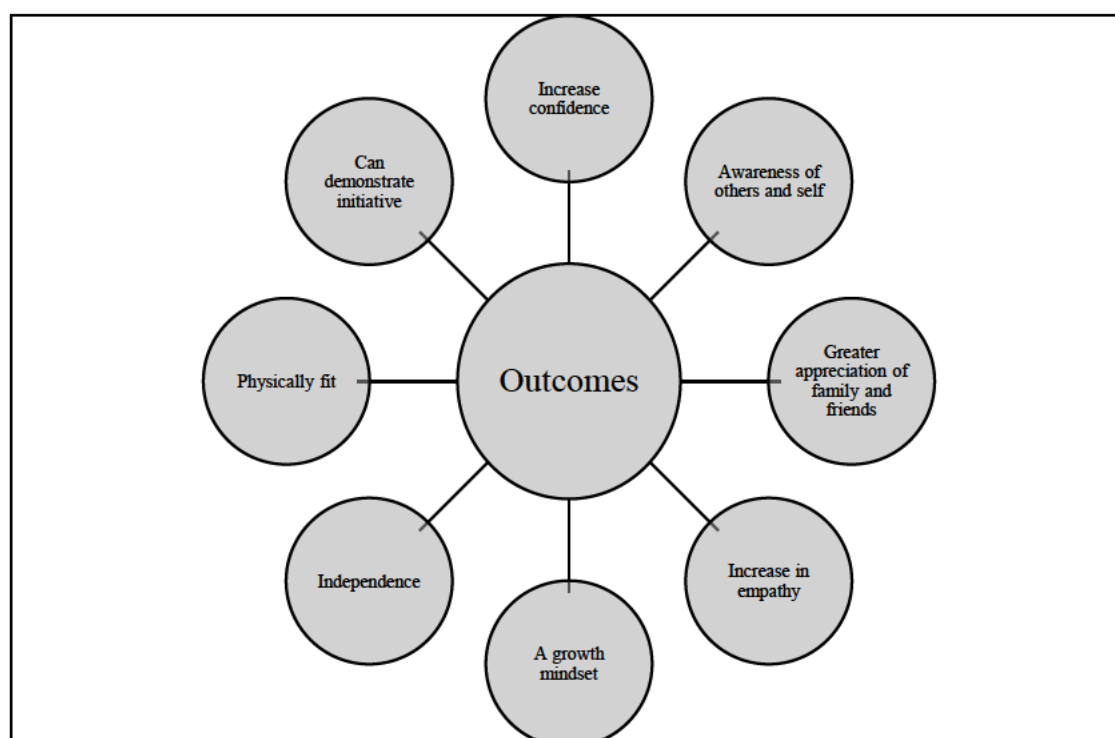 Increase
confidence
Awareness of
others and self
Greater
appreciation of
family and
friends
Increase in
empathy
A growth
mindset
Independence
Physically fit
Can
demonstrate
initiative
Outcomes